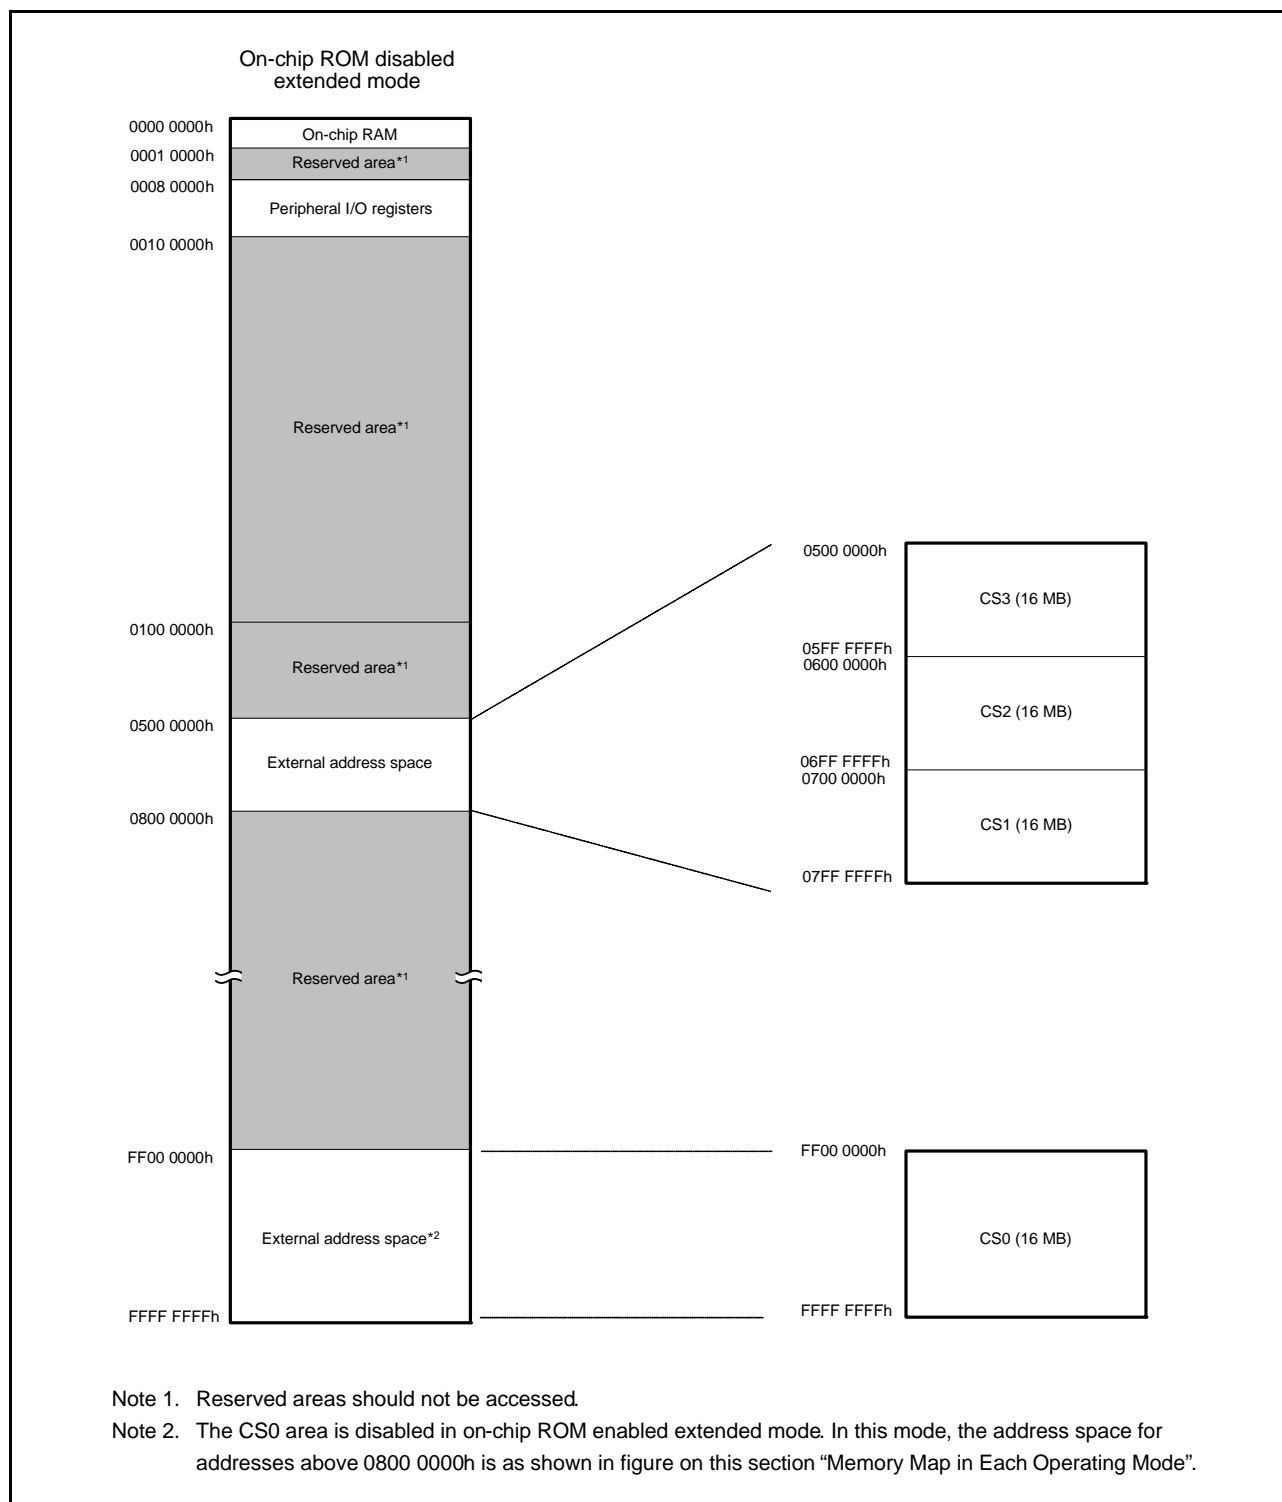 On-chip ROM disabled
extended mode
0000 0000h
On-chip RAM
0001 0000h
Reserved area*1
0008 0000h
Peripheral I/O registers
0010 0000h
Reserved area*1
0100 0000h
Reserved area*1
0500 0000h
External address space
0800 0000h
Reserved area*1
FF00 0000h
External address space*2
FFFF FFFFh
0500 0000h
CS3 (16 MB)
05FF FFFFh
0600 0000h
CS2 (16 MB)
06FF FFFFh
0700 0000h
CS1 (16 MB)
07FF FFFFh
FF00 0000h
CS0 (16 MB)
FFFF FFFFh
Note 1. Reserved areas should not be accessed.
Note 2. The CS0 area is disabled in on-chip ROM enabled extended mode. In this mode, the address space for
addresses above 0800 0000h is as shown in figure on this section “Memory Map in Each Operating Mode”.